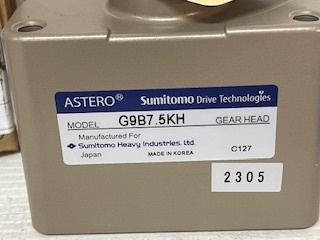 ASTERO® Sumitomo Drive Technologies
MODEL G9B7.5KH GEAR HEAD
Manufactured For
Sumitomo Heavy Industries, Ltd.
Japan MADE IN KOREA C127
2305